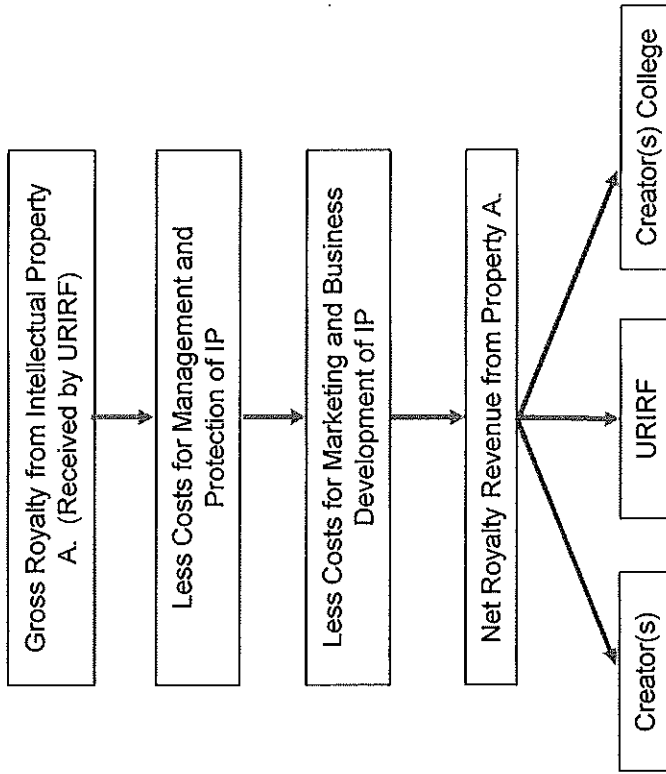 Gross Royalty from Intellectual Property
A. (Received by URIRF)
Less Costs for Management and
Protection of IP
Less Costs for Marketing and Business
Development of IP
Net Royalty Revenue from Property A.
Creator(s)
URIRF
Creator(s) College